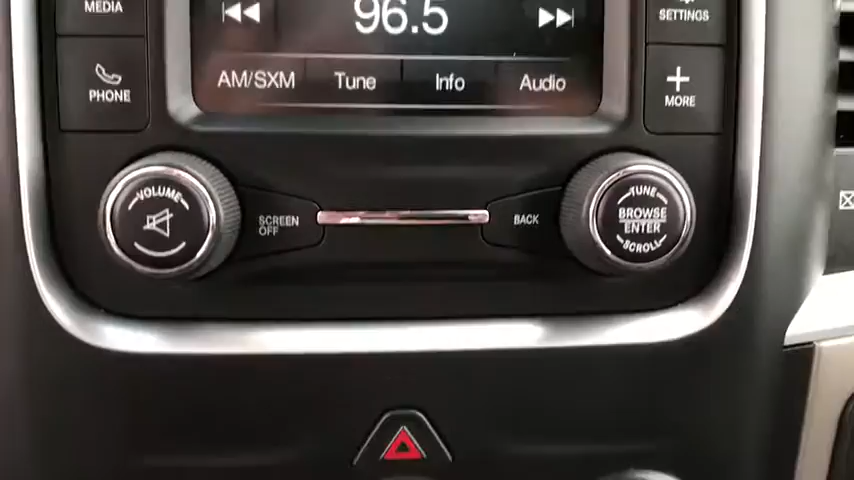 MEDIA
96.5
SETTINGS
PHONE
AM/SXM
Tune
Info
Audio
MORE
VOLUME
SCREEN
OFF
BACK
TUNE
BROWSE
ENTER
SCROLL